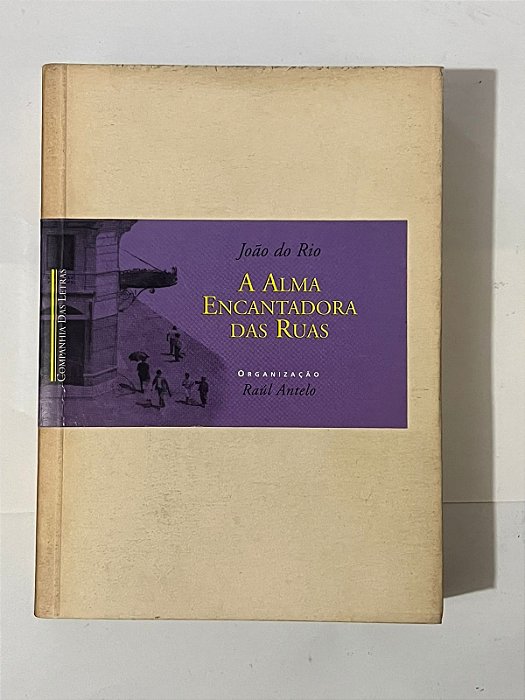 João do Rio
A Alma
Encantadora
das Ruas
Organização
Raúl Antelo
Companhia Das Letras